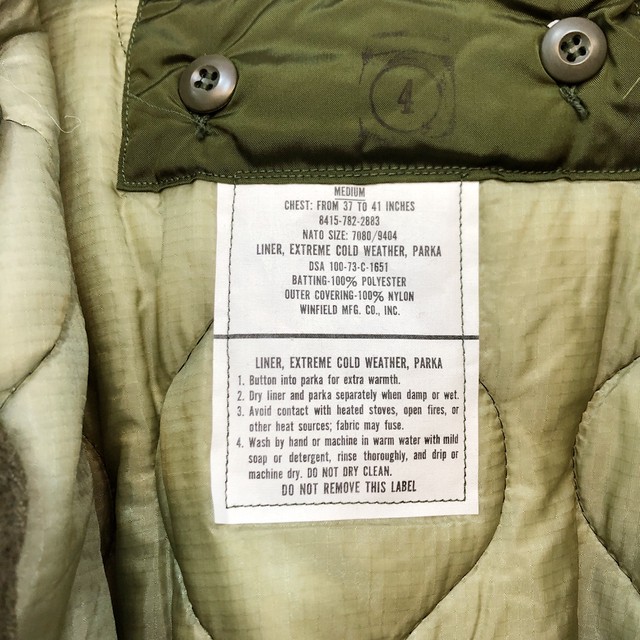 4
MEDIUM
CHEST: FROM 37 TO 41 INCHES
8415-782-2883
NATO SIZE: 7080/9404
LINER, EXTREME COLD WEATHER, PARKA
DSA 100-73-C-1651
BATTING-100% POLYESTER
OUTER COVERING-100% NYLON
WINFIELD MFG. CO., INC.
LINER, EXTREME COLD WEATHER, PARKA
1. Button into parka for extra warmth.
2. Dry liner and parka separately when damp or wet.
3. Avoid contact with heated stoves, open fires, or
other heat sources; fabric may fuse.
4. Wash by hand or machine in warm water with mild
soap or detergent, rinse thoroughly, and drip or
machine dry. DO NOT DRY CLEAN.
DO NOT REMOVE THIS LABEL